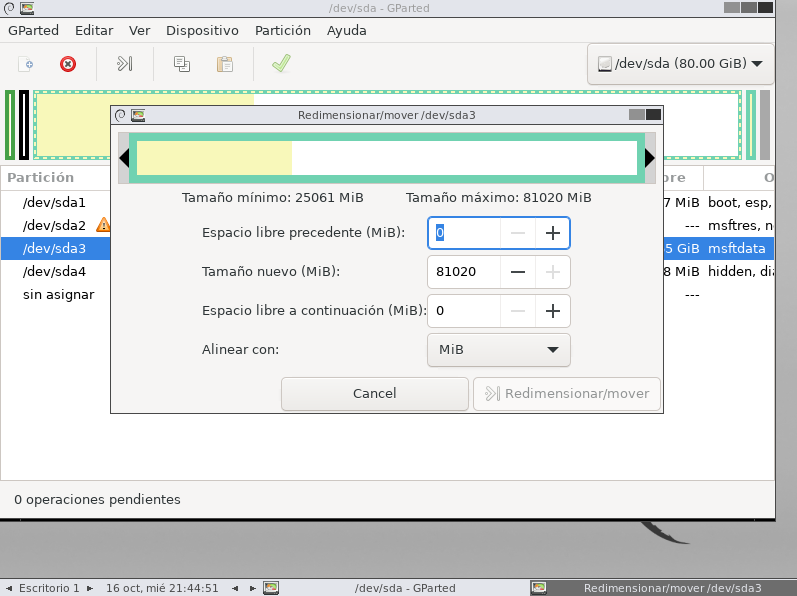 /dev/sda - GParted
GParted Editar Ver Dispositivo Partición Ayuda
/dev/sda (80.00 GiB)
Redimensionar/mover /dev/sda3
Tamaño mínimo: 25061 MiB Tamaño máximo: 81020 MiB
Espacio libre precedente (MiB): 0
Tamaño nuevo (MiB): 81020
Espacio libre a continuación (MiB): 0
Alinear con: MiB
Cancel Redimensionar/mover
Partición bre O
/dev/sda1 7 MiB boot, esp,
/dev/sda2 --- msftres, n
/dev/sda3 5 GiB msftdata
/dev/sda4 8 MiB hidden, dia
sin asignar ---
0 operaciones pendientes
Escritorio 1 16 oct, mié 21:44:51 /dev/sda - GParted Redimensionar/mover /dev/sda3